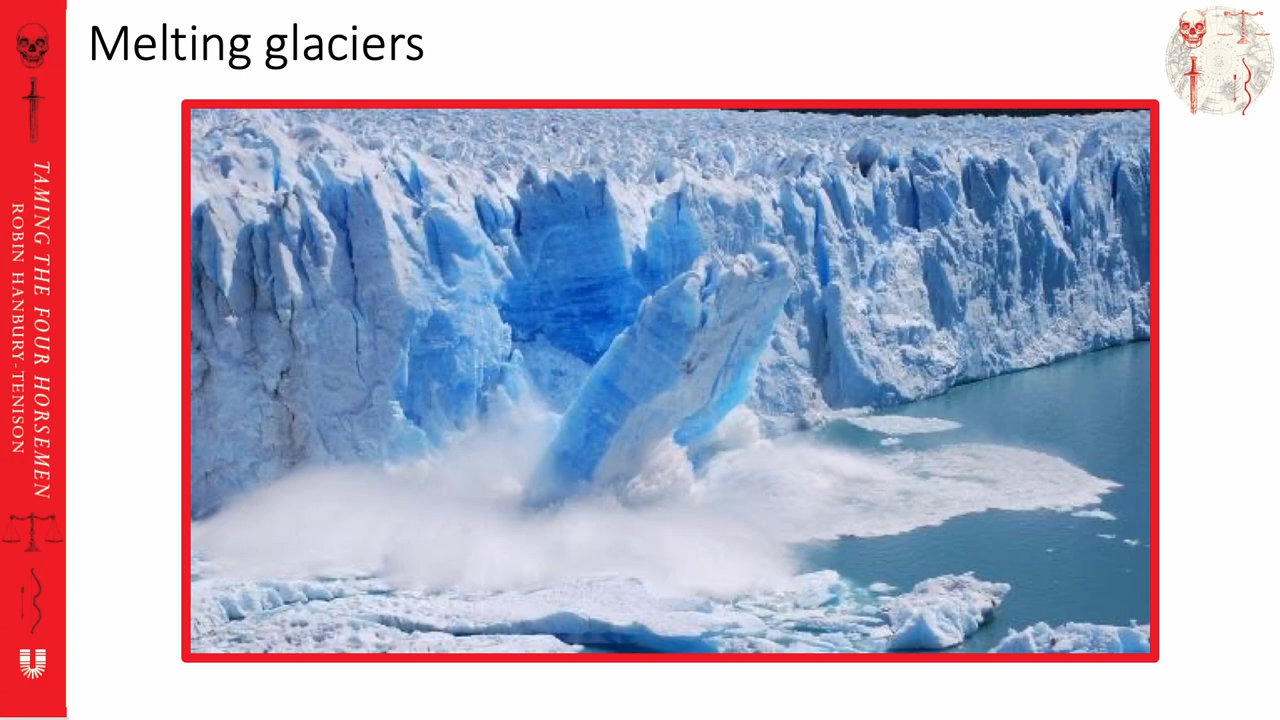 Melting glaciers
TAMING THE FOUR HORSEMEN
ROBIN HANBURY-TENISON